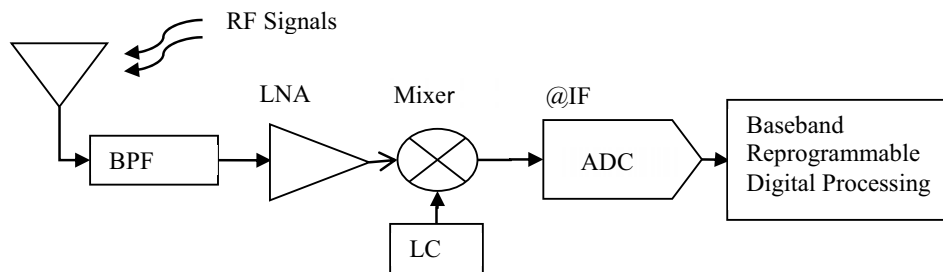 RF Signals
LNA
Mixer
@IF
BPF
ADC
LC
Baseband
Reprogrammable
Digital Processing